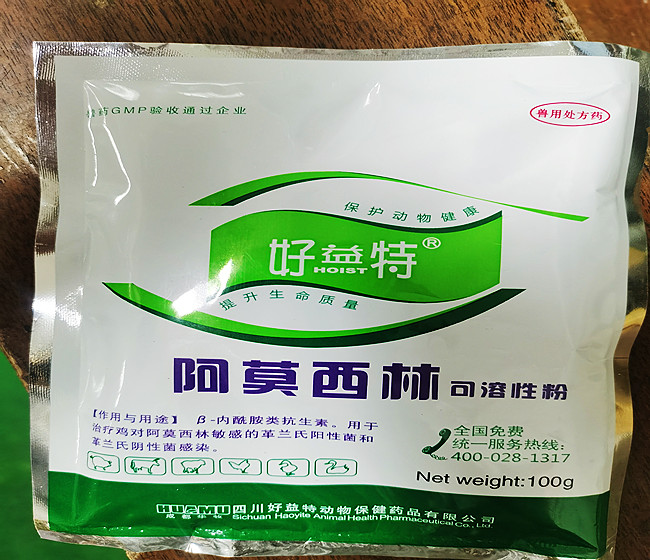 兽药GMP验收通过企业
兽用处方药
保护动物健康
好益特®
HOIST
提升生命质量
阿莫西林可溶性粉
【作用与用途】 β-内酰胺类抗生素。用于
治疗鸡对阿莫西林敏感的革兰氏阳性菌和
革兰氏阴性菌感染。
全国免费
统一服务热线:
400-028-1317
Net weight:100g
HUAMU
成都华牧
四川好益特动物保健药品有限公司
Sichuan Haoyite Animal Health Pharmaceutical Co., Ltd.